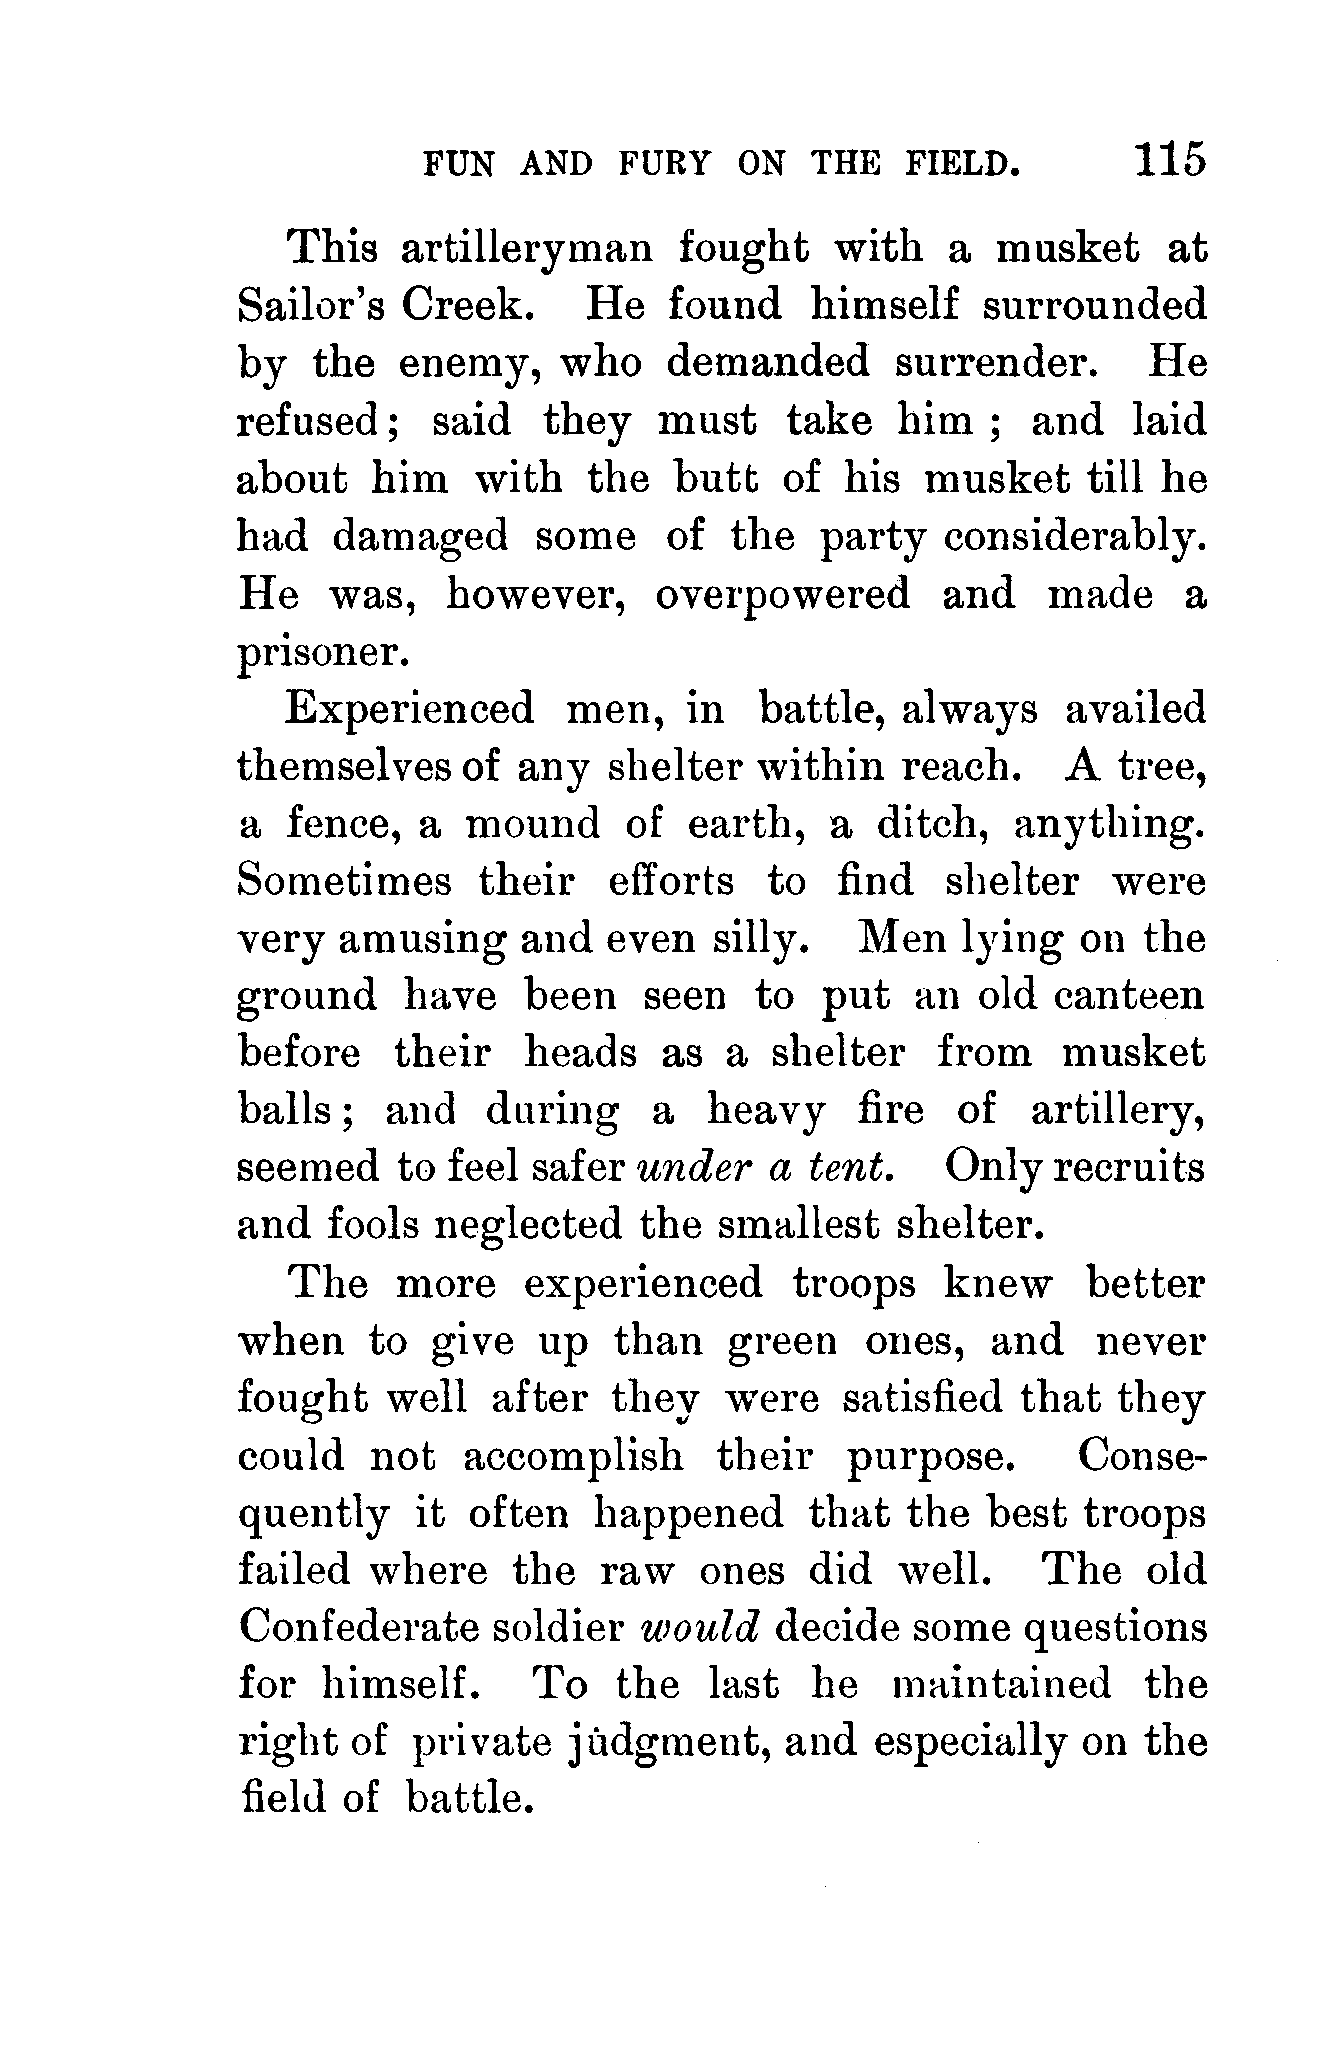 FUN AND FURY ON THE FIELD. 115
This artilleryman fought with a musket at
Sailor's Creek. He found himself surrounded
by the enemy, who demanded surrender. He
refused; said they must take him; and laid
about him with the butt of his musket till he
had damaged some of the party considerably.
He was, however, overpowered and made a
prisoner.
Experienced men, in battle, always availed
themselves of any shelter within reach. A tree,
a fence, a mound of earth, a ditch, anything.
Sometimes their efforts to find shelter were
very amusing and even silly. Men lying on the
ground have been seen to put an old canteen
before their heads as a shelter from musket
balls; and during a heavy fire of artillery,
seemed to feel safer under a tent. Only recruits
and fools neglected the smallest shelter.
The more experienced troops knew better
when to give up than green ones, and never
fought well after they were satisfied that they
could not accomplish their purpose. Conse-
quently it often happened that the best troops
failed where the raw ones did well. The old
Confederate soldier would decide some questions
for himself. To the last he maintained the
right of private judgment, and especially on the
field of battle.